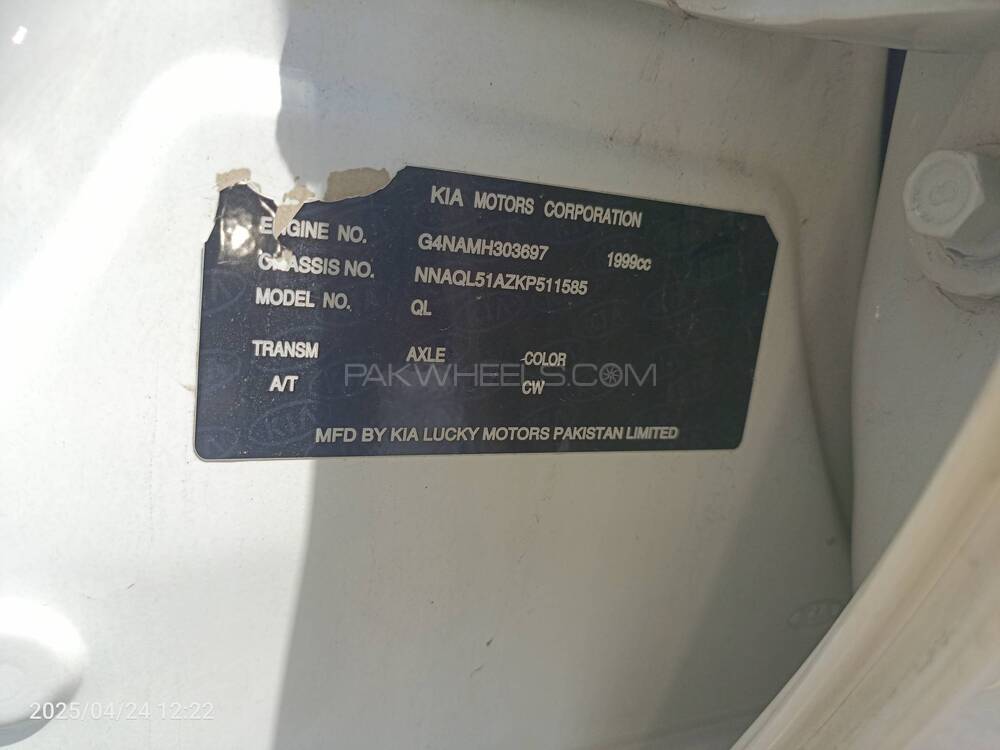 KIA MOTORS CORPORATION
ENGINE NO. G4NAMH303697 1999cc
CHASSIS NO. NNAQL51AZKP511585
MODEL NO. QL
TRANSM AXLE COLOR
A/T CW
PAKWHEELS.COM
MFD BY KIA LUCKY MOTORS PAKISTAN LIMITED
2025/04/24 12:22